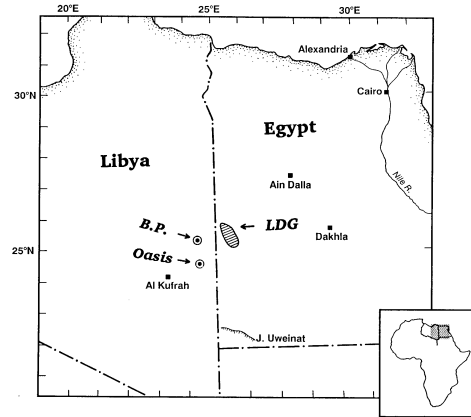 20°E 25°E 30°E
Alexandria
30°N
Cairo
Egypt
Libya
Nile R.
Ain Dalla
B.P.
LDG
Dakhla
25°N
Oasis
Al Kufrah
J. Uweinat